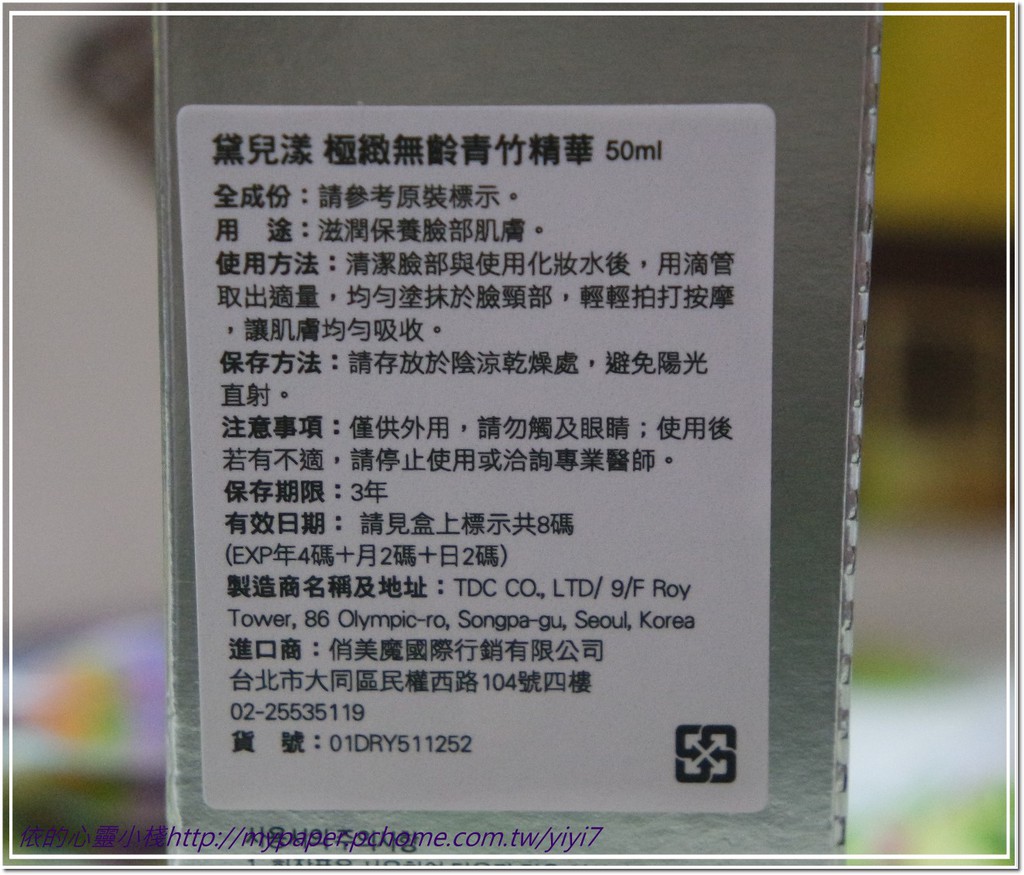 黛兒漾 極緻無齡青竹精華 50ml
全成份：請參考原裝標示。
用　途：滋潤保養臉部肌膚。
使用方法：清潔臉部與使用化妝水後，用滴管
取出適量，均勻塗抹於臉頸部，輕輕拍打按摩
，讓肌膚均勻吸收。
保存方法：請存放於陰涼乾燥處，避免陽光
直射。
注意事項：僅供外用，請勿觸及眼睛；使用後
若有不適，請停止使用或洽詢專業醫師。
保存期限：3年
有效日期： 請見盒上標示共8碼
(EXP年4碼＋月2碼＋日2碼)
製造商名稱及地址：TDC CO., LTD/ 9/F Roy
Tower, 86 Olympic-ro, Songpa-gu, Seoul, Korea
進口商：俏美魔國際行銷有限公司
台北市大同區民權西路104號四樓
02-25535119
貨　號：01DRY511252
依的心靈小棧http://mypaper.pchome.com.tw/yiyi7